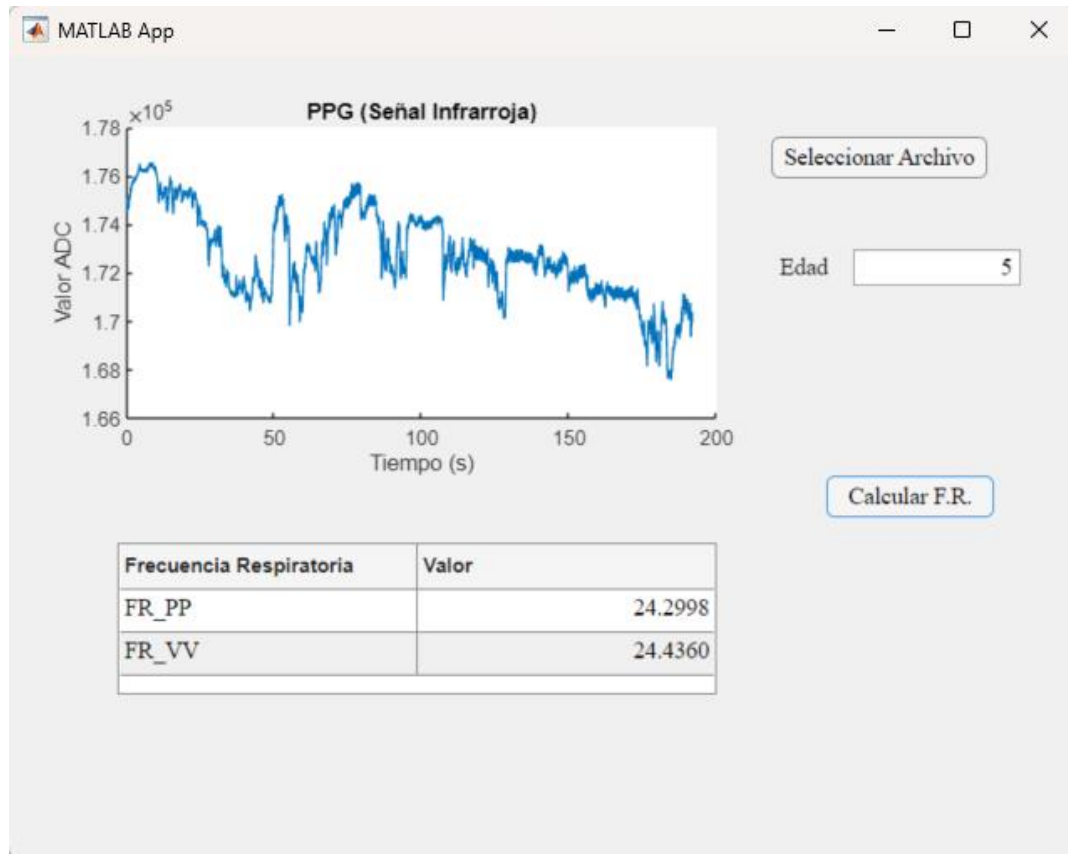 MATLAB App
PPG (Señal Infrarroja)
×10⁵
1.78
1.76
1.74
1.72
1.7
1.68
1.66
Valor ADC
0 50 100 150 200
Tiempo (s)
Seleccionar Archivo
Edad 5
Calcular F.R.
Frecuencia Respiratoria Valor
FR_PP 24.2998
FR_VV 24.4360